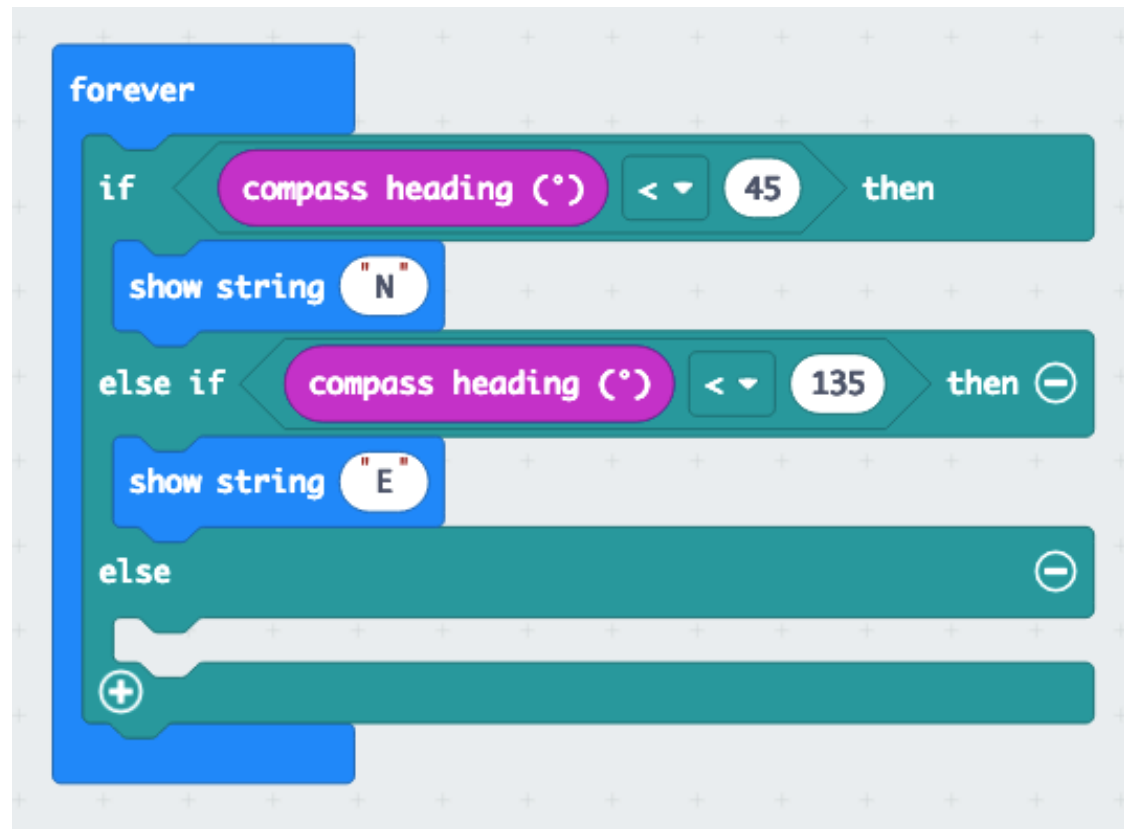 forever
if compass heading (°) < 45 then
show string "N"
else if compass heading (°) < 135 then
show string "E"
else